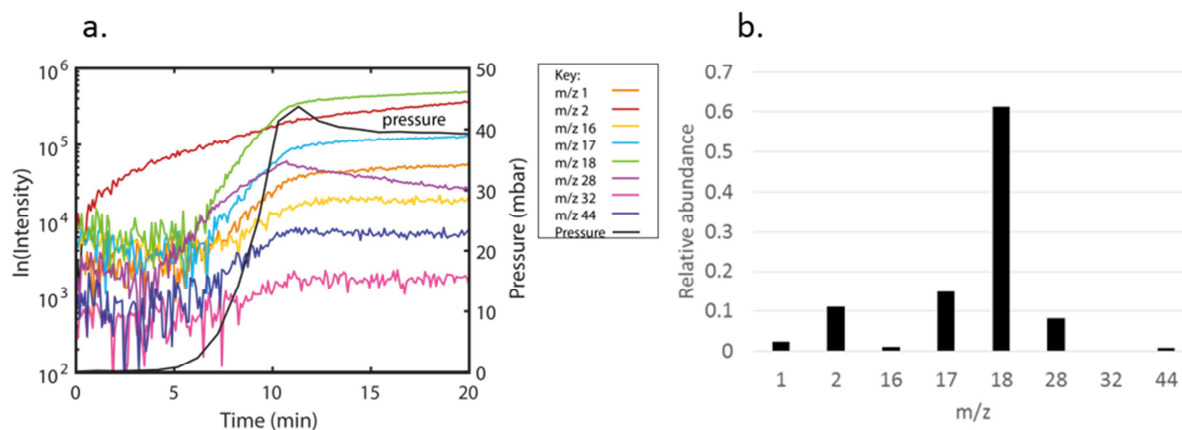 a.
10^6
10^5
10^4
10^3
10^2
ln(Intensity)
0
5
10
15
20
Time (min)
50
40
30
20
10
0
Pressure (mbar)
pressure
Key:
m/z 1
m/z 2
m/z 16
m/z 17
m/z 18
m/z 28
m/z 32
m/z 44
Pressure
b.
0.7
0.6
0.5
0.4
0.3
0.2
0.1
0
Relative abundance
1 2 16 17 18 28 32 44
m/z